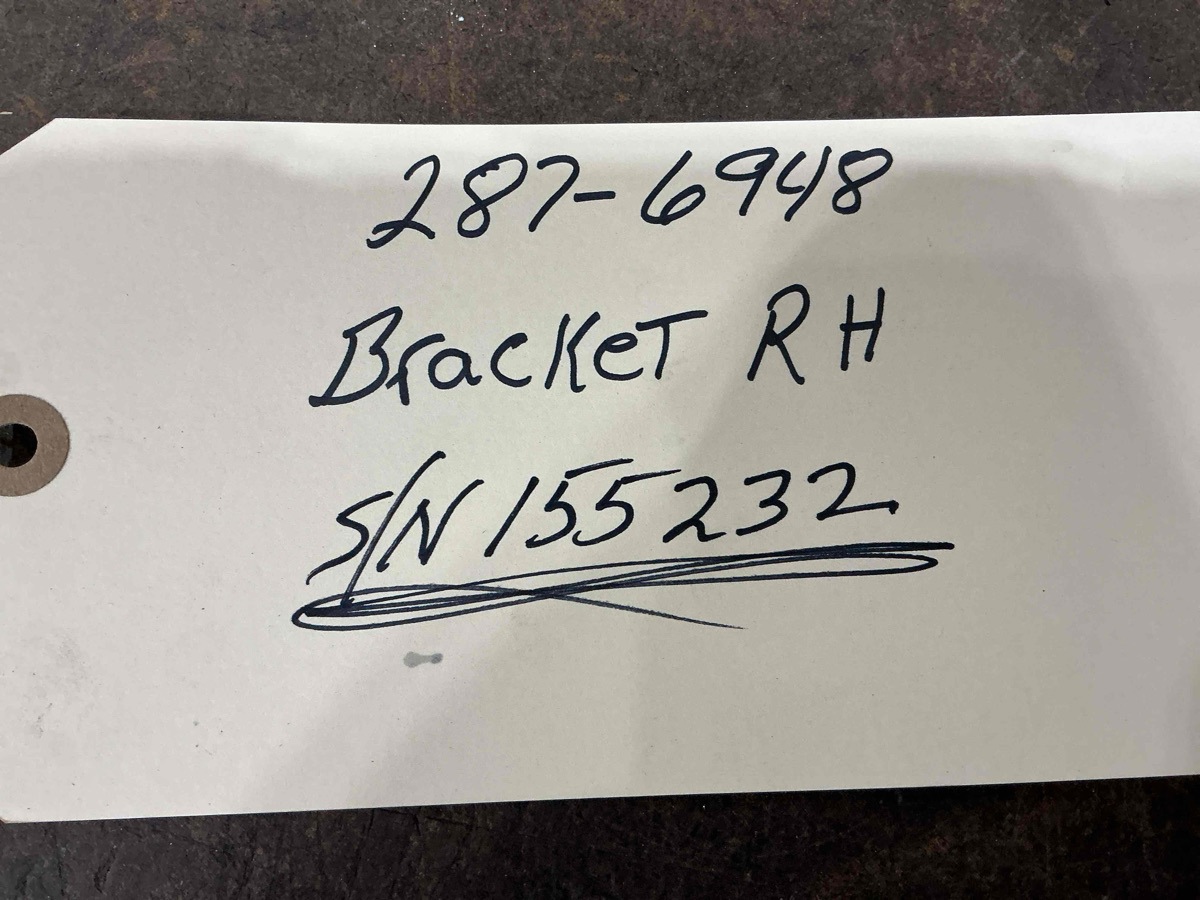 287-6948
Bracket RH
S/N 155232